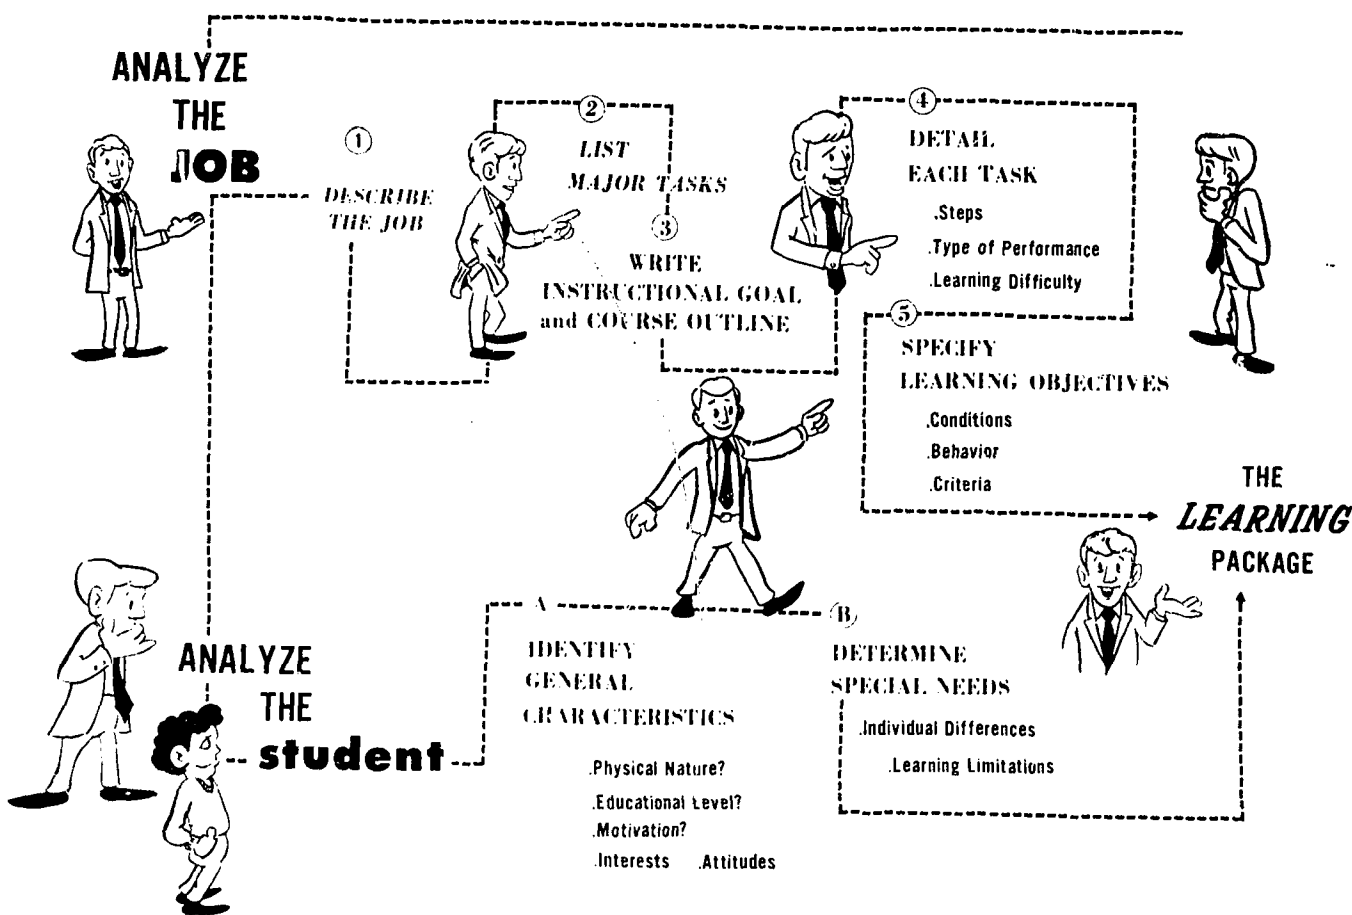 ANALYZE
THE
JOB
1
DESCRIBE
THE JOB
2
LIST
MAJOR TASKS
3
WRITE
INSTRUCTIONAL GOAL
and COURSE OUTLINE
4
DETAIL
EACH TASK
.Steps
.Type of Performance
.Learning Difficulty
5
SPECIFY
LEARNING OBJECTIVES
.Conditions
.Behavior
.Criteria
THE
LEARNING
PACKAGE
ANALYZE
THE
student
A
IDENTIFY
GENERAL
CHARACTERISTICS
.Physical Nature?
.Educational Level?
.Motivation?
.Interests .Attitudes
B
DETERMINE
SPECIAL NEEDS
.Individual Differences
.Learning Limitations